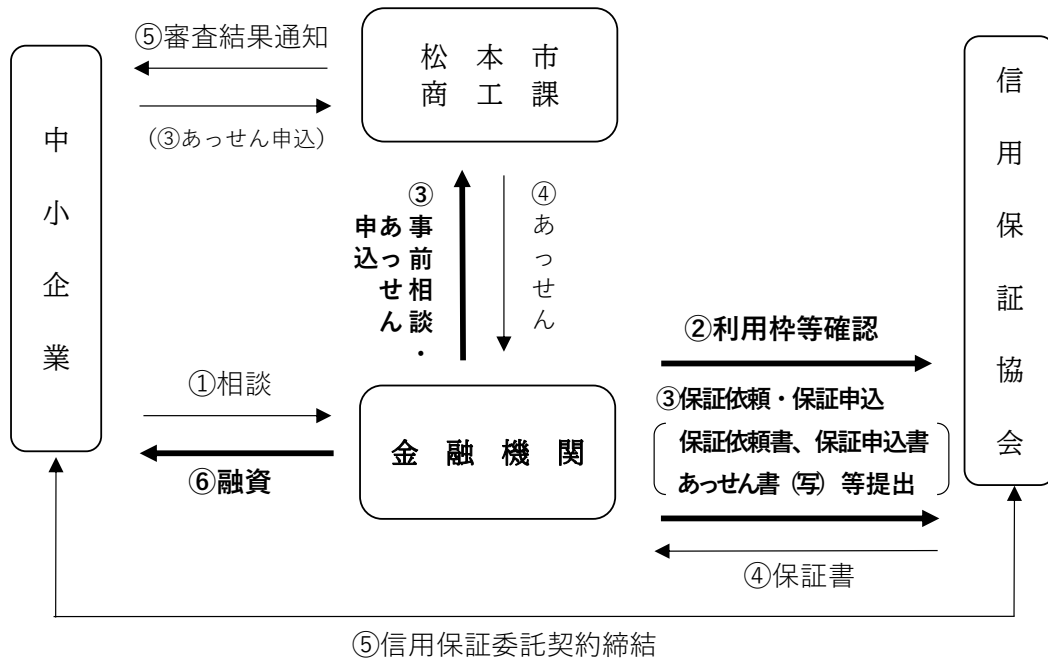 ⑤審査結果通知
松本市
商工課
(③あっせん申込)
中小企業
信用保証協会
③事前相談・
あっせん
申込
④あっせん
②利用枠等確認
①相談
③保証依頼・保証申込
保証依頼書、保証申込書
あっせん書(写)等提出
金融機関
⑥融資
④保証書
⑤信用保証委託契約締結